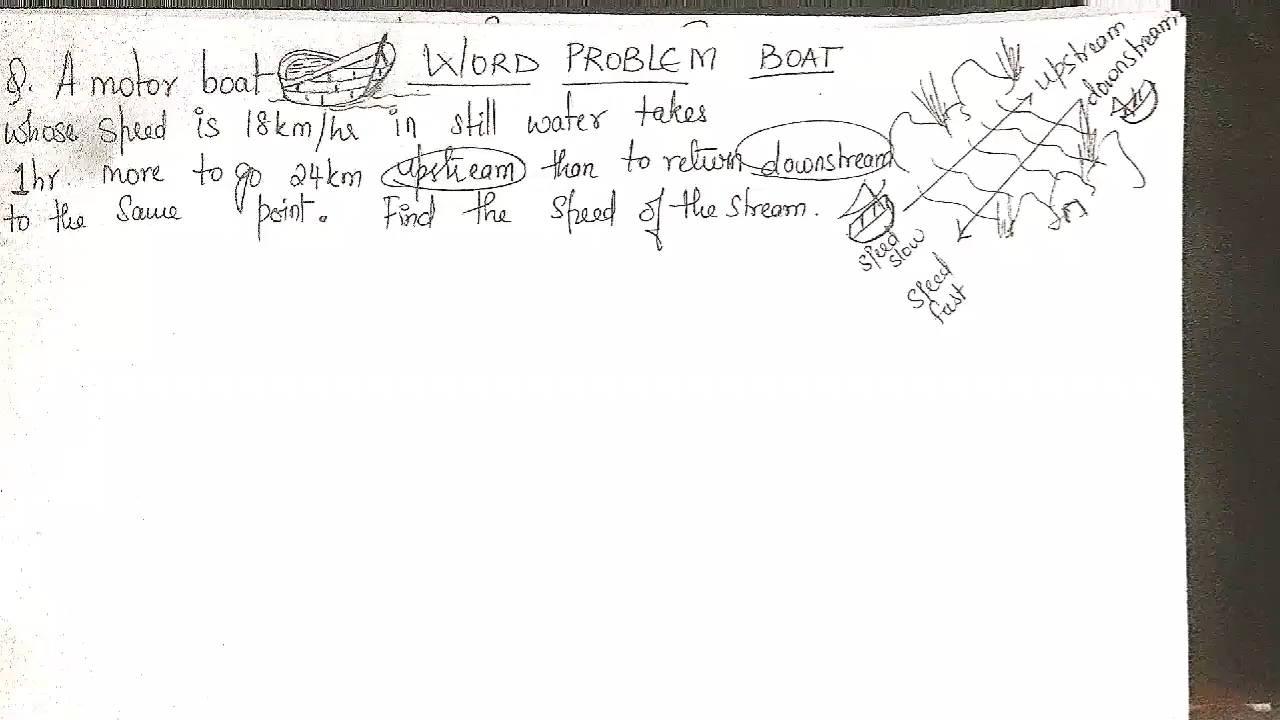 WORD PROBLEM BOAT
Q. A motor boat
whose speed is 18km/hr in still water takes
1hr more to go 24km upstream than to return downstream
to the same point. Find the speed of the stream.
upstream
downstream
speed
slow
speed
fast